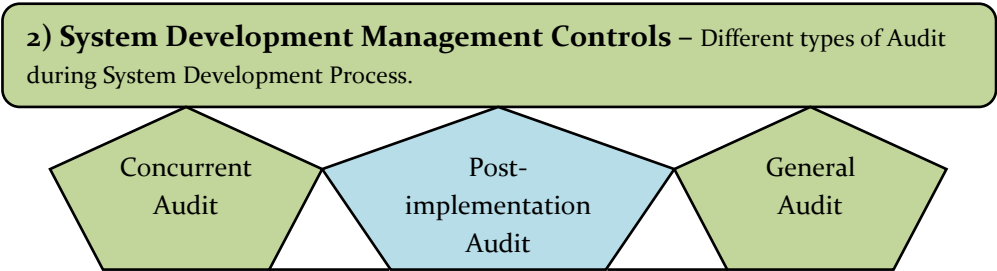 2) System Development Management Controls – Different types of Audit
during System Development Process.
Concurrent
Audit
Post-
implementation
Audit
General
Audit